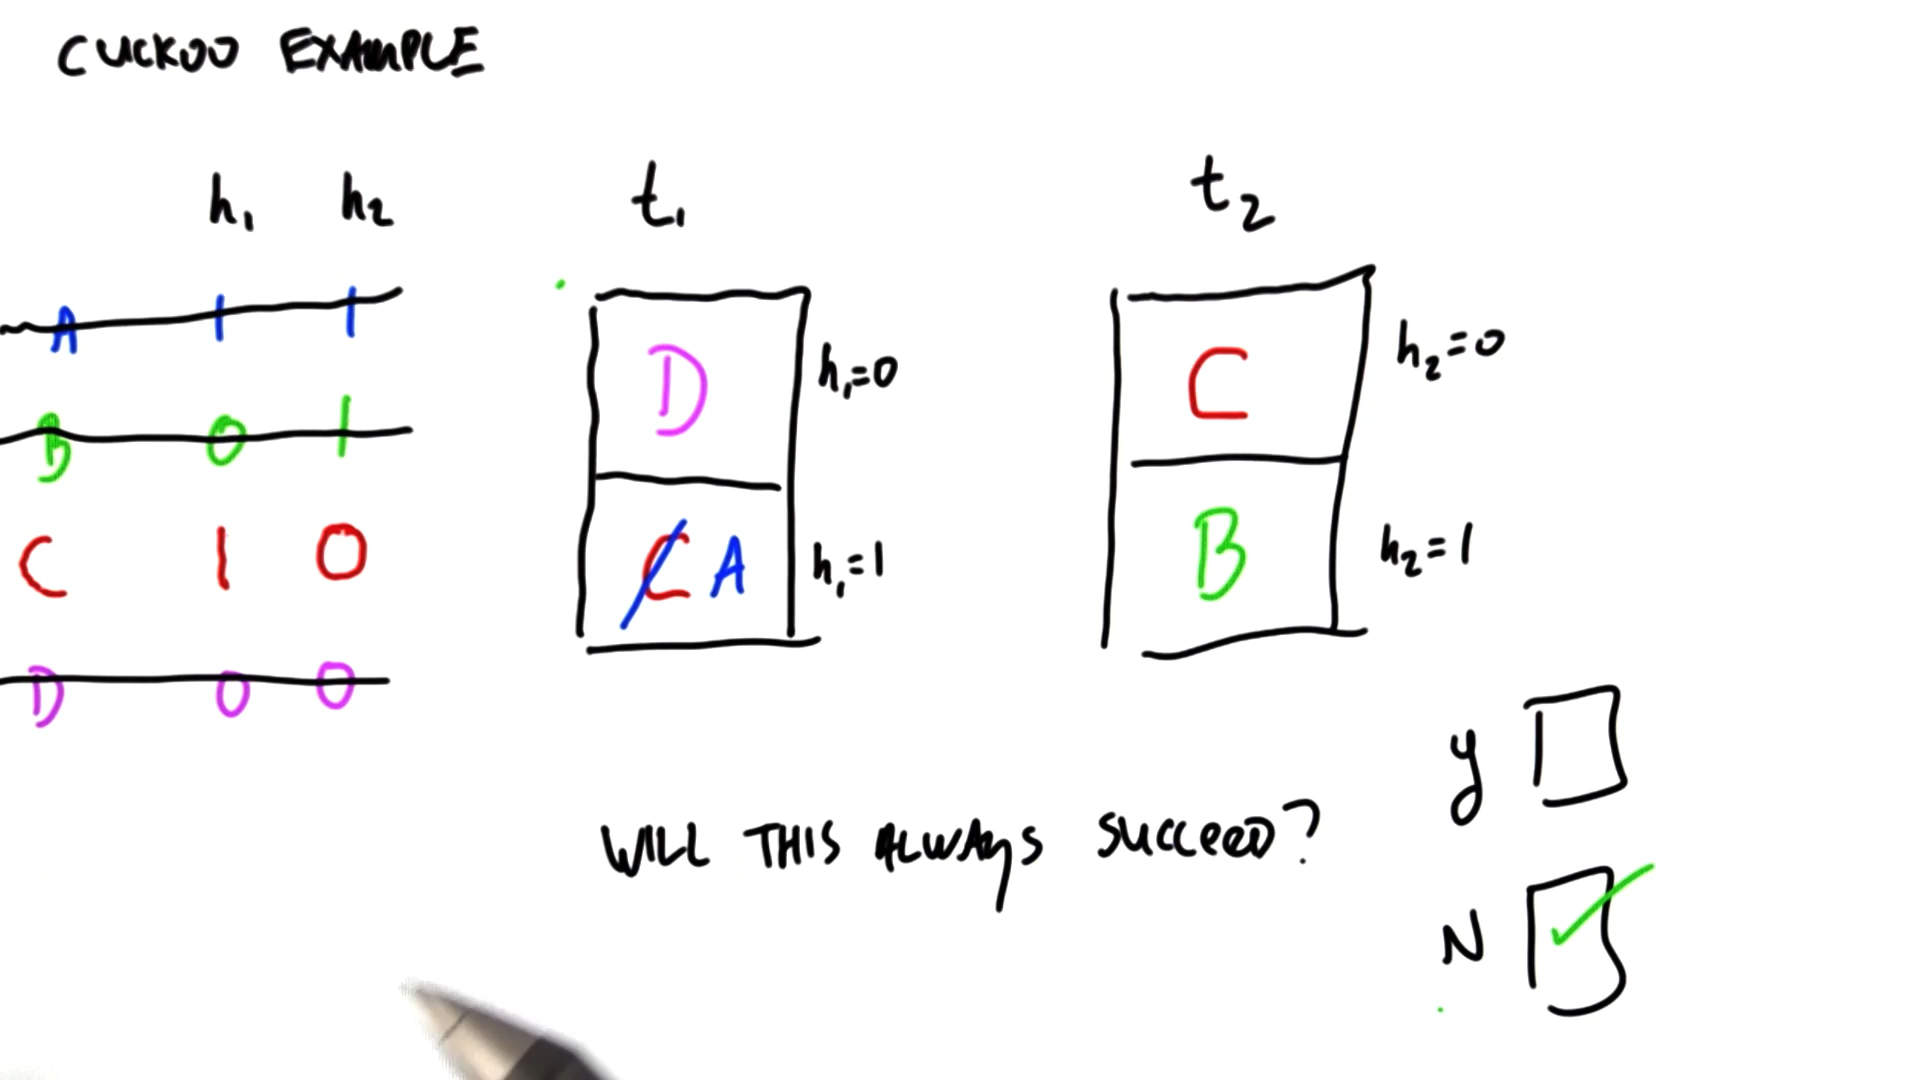 CUCKOO EXAMPLE
h1 h2 t1 t2
A 1 1
D h1=0 C h2=0
B 0 1
C 1 0 C A h1=1 B h2=1
D 0 0
y
WILL THIS ALWAYS SUCCEED?
N